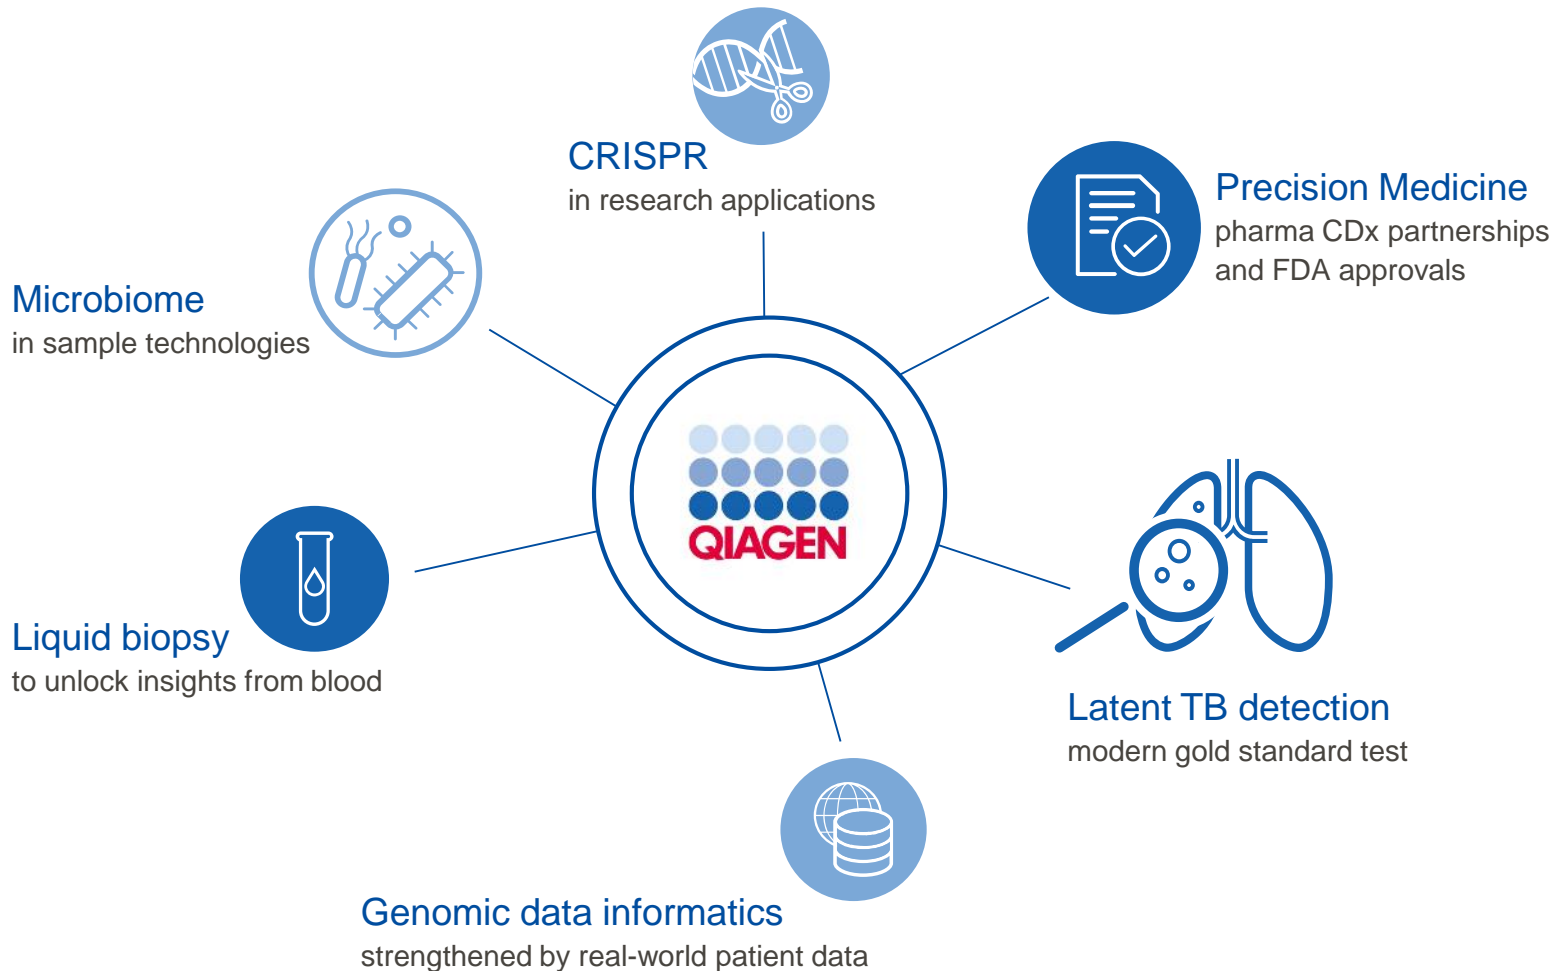 CRISPR
in research applications
Precision Medicine
pharma CDx partnerships
and FDA approvals
Microbiome
in sample technologies
QIAGEN
Liquid biopsy
to unlock insights from blood
Latent TB detection
modern gold standard test
Genomic data informatics
strengthened by real-world patient data